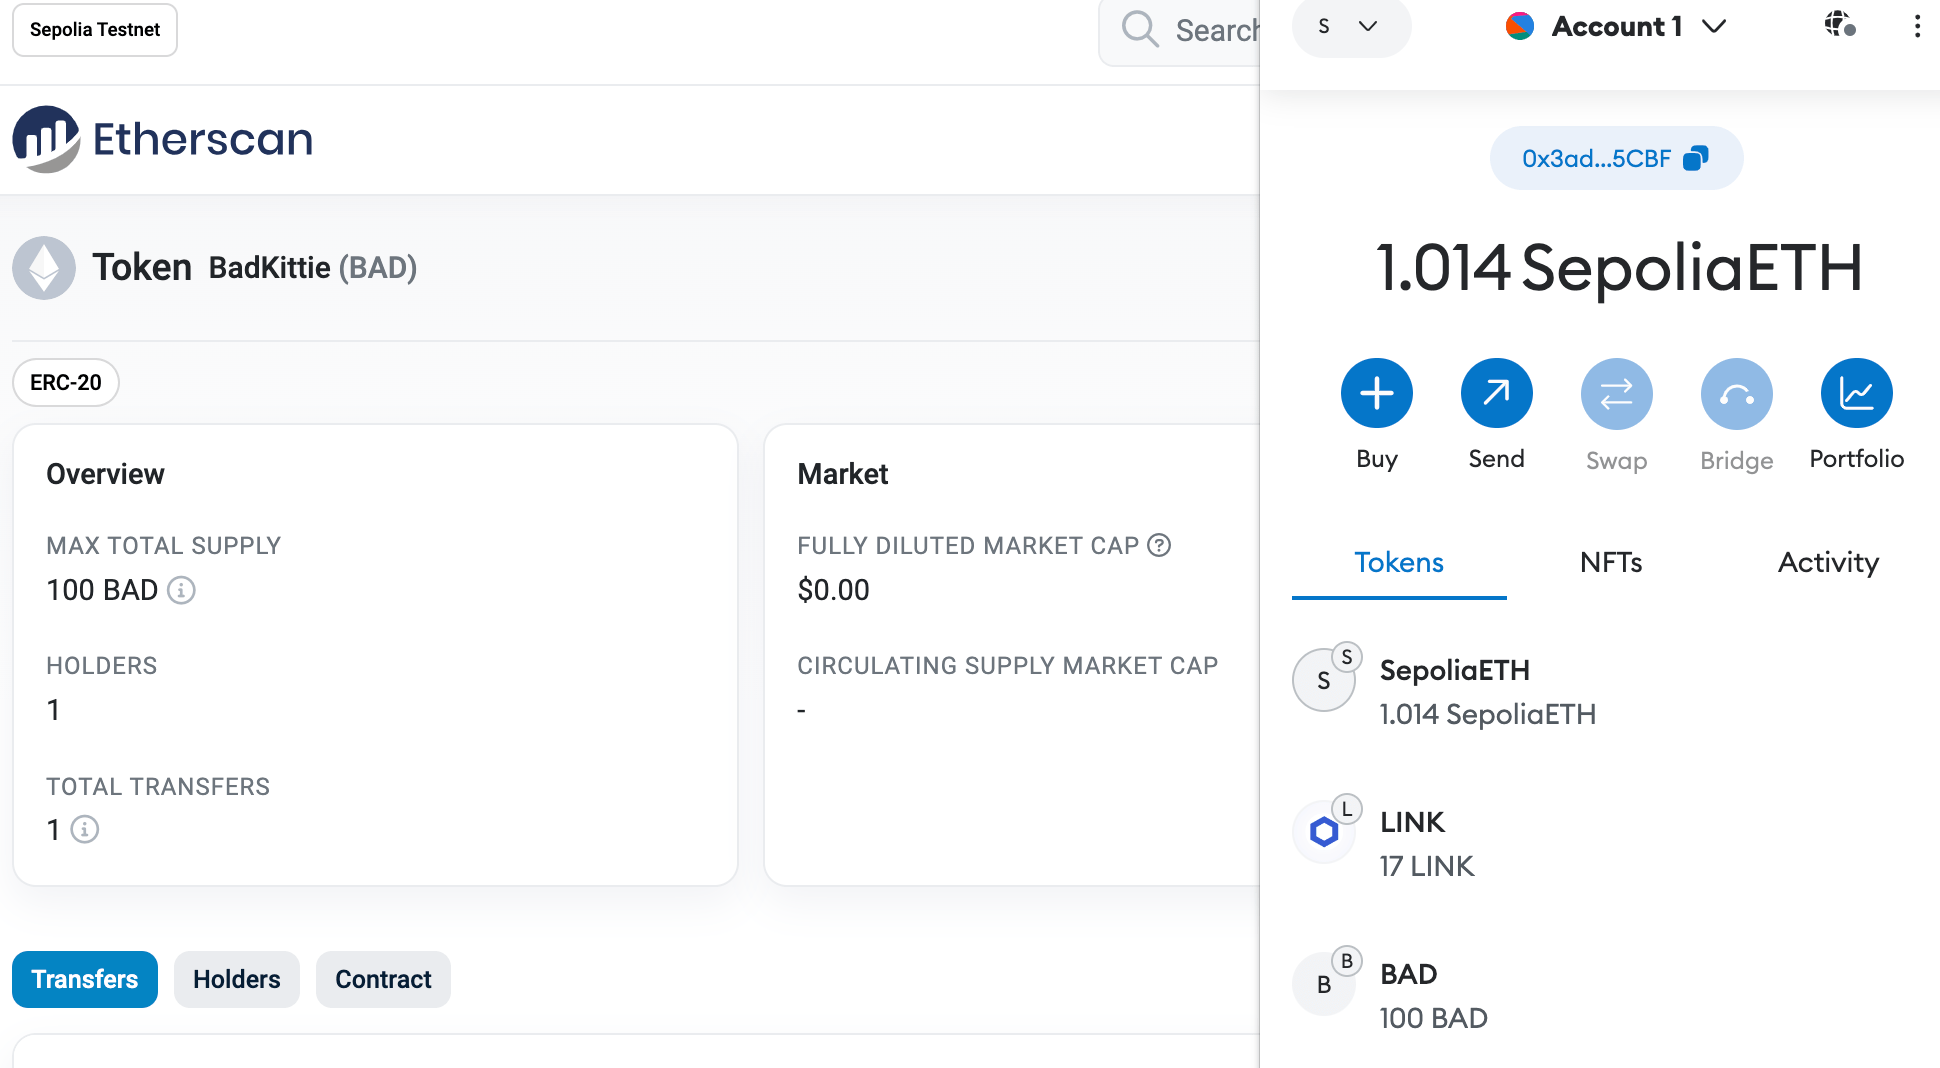 Sepolia Testnet
Search
Etherscan
Token BadKittie (BAD)
ERC-20
Overview
MAX TOTAL SUPPLY
100 BAD
HOLDERS
1
TOTAL TRANSFERS
1
Market
FULLY DILUTED MARKET CAP
$0.00
CIRCULATING SUPPLY MARKET CAP
-
Transfers Holders Contract
S Account 1
0x3ad...5CBF
1.014 SepoliaETH
Buy Send Swap Bridge Portfolio
Tokens NFTs Activity
S
S
SepoliaETH
1.014 SepoliaETH
L
LINK
17 LINK
B
B
BAD
100 BAD